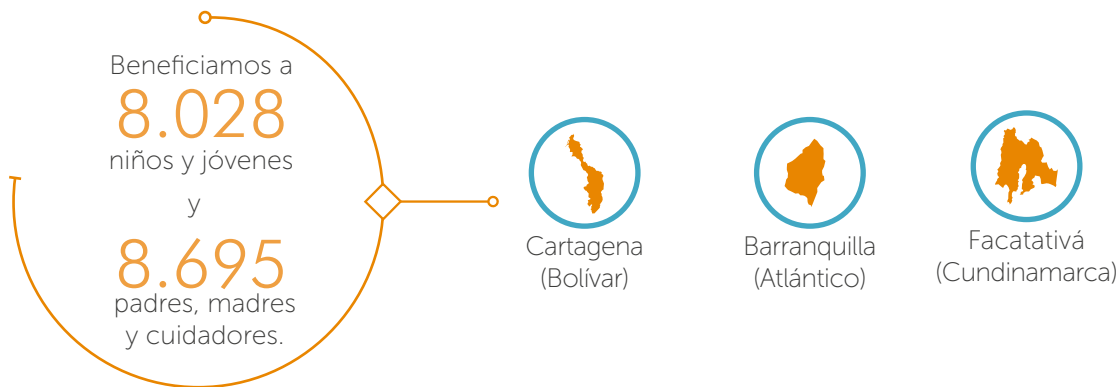 Beneficiamos a
8.028
niños y jóvenes
y
8.695
padres, madres
y cuidadores.
Cartagena
(Bolívar)
Barranquilla
(Atlántico)
Facatativá
(Cundinamarca)